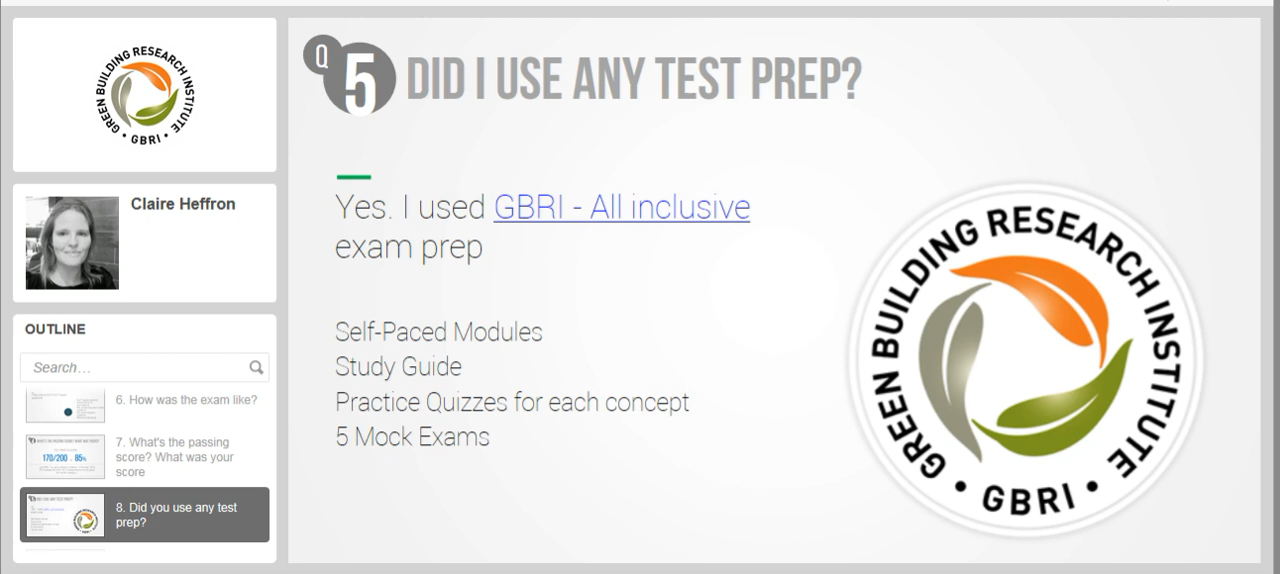 GREEN BUILDING RESEARCH INSTITUTE
• GBRI •
Claire Heffron
OUTLINE
Search...
6. How was the exam like?
7. What's the passing
score? What was your
score
170/200 85%
8. Did you use any test
prep?
Q
5 DID I USE ANY TEST PREP?
Yes. I used GBRI - All inclusive
exam prep
Self-Paced Modules
Study Guide
Practice Quizzes for each concept
5 Mock Exams
GREEN BUILDING RESEARCH INSTITUTE
• GBRI •